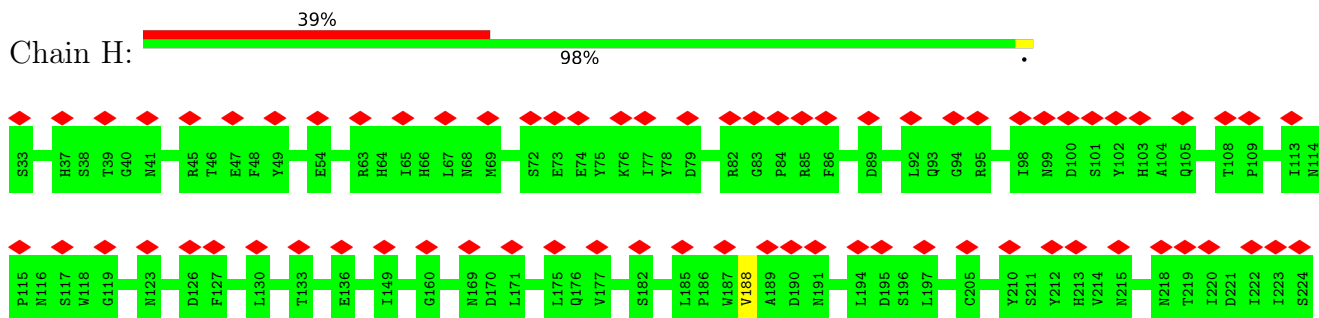 39%
Chain H:
98%
.
S33 H37 S38 T39 G40 N41 R45 T46 E47 F48 Y49 E54 R63 H64 I65 H66 L67 N68 M69 S72 E73 E74 Y75 K76 I77 Y78 D79 R82 G83 P84 R85 F86 D89 L92 Q93 G94 R95 I98 N99 D100 S101 Y102 H103 A104 Q105 T108 P109 I113 N114
P115 N116 S117 W118 G119 N123 D126 F127 L130 T133 E136 I149 G160 N169 D170 L171 L175 Q176 V177 S182 L185 P186 W187 V188 A189 D190 N191 L194 D195 S196 L197 C205 Y210 S211 Y212 H213 V214 N215 N218 T219 I220 D221 I222 I223 S224